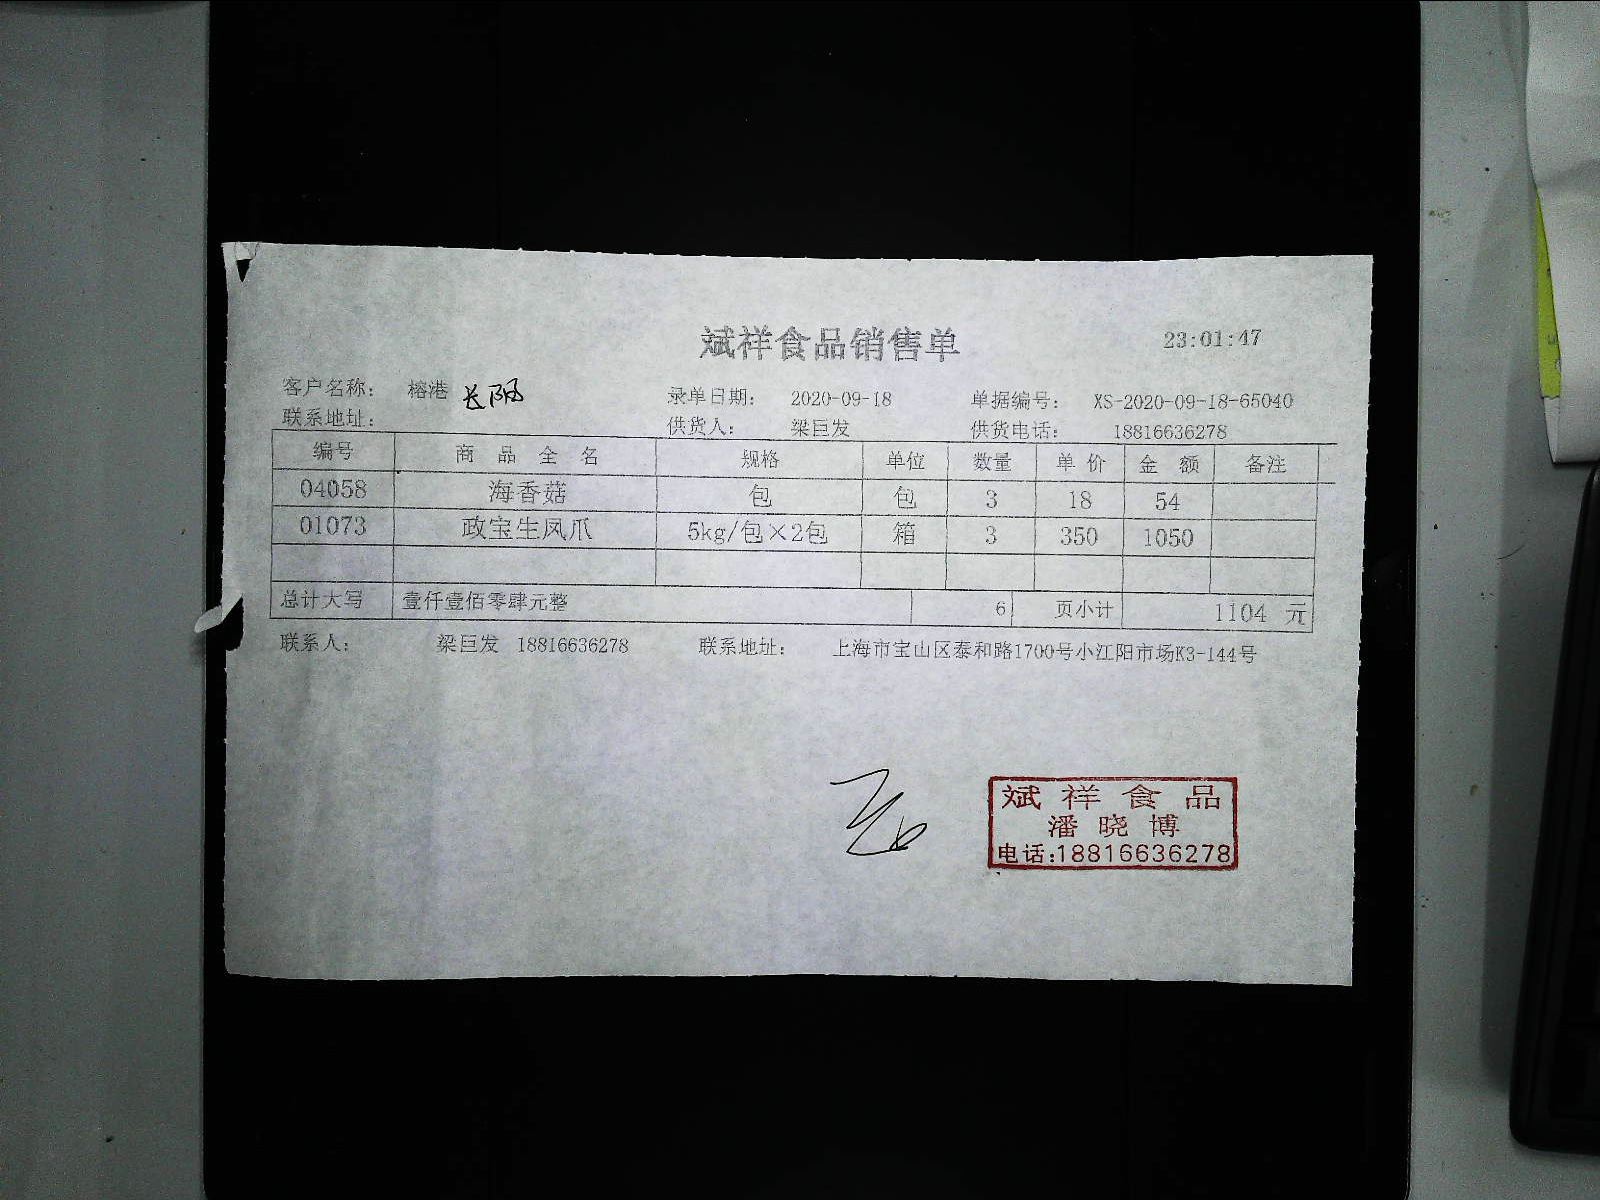 斌祥食品销售单 23:01:47
客户名称： 榕港 长阳 录单日期： 2020-09-18 单据编号： XS-2020-09-18-65040
联系地址： 供货人： 梁巨发 供货电话： 18816636278
编号 商品全名 规格 单位 数量 单价 金额 备注
04058 海香菇 包 包 3 18 54
01073 政宝生凤爪 5kg/包×2包 箱 3 350 1050
总计大写 壹仟壹佰零肆元整 6 页小计 1104 元
联系人： 梁巨发 18816636278 联系地址： 上海市宝山区泰和路1700号小江阳市场K3-144号
斌祥食品
潘晓博
电话:18816636278